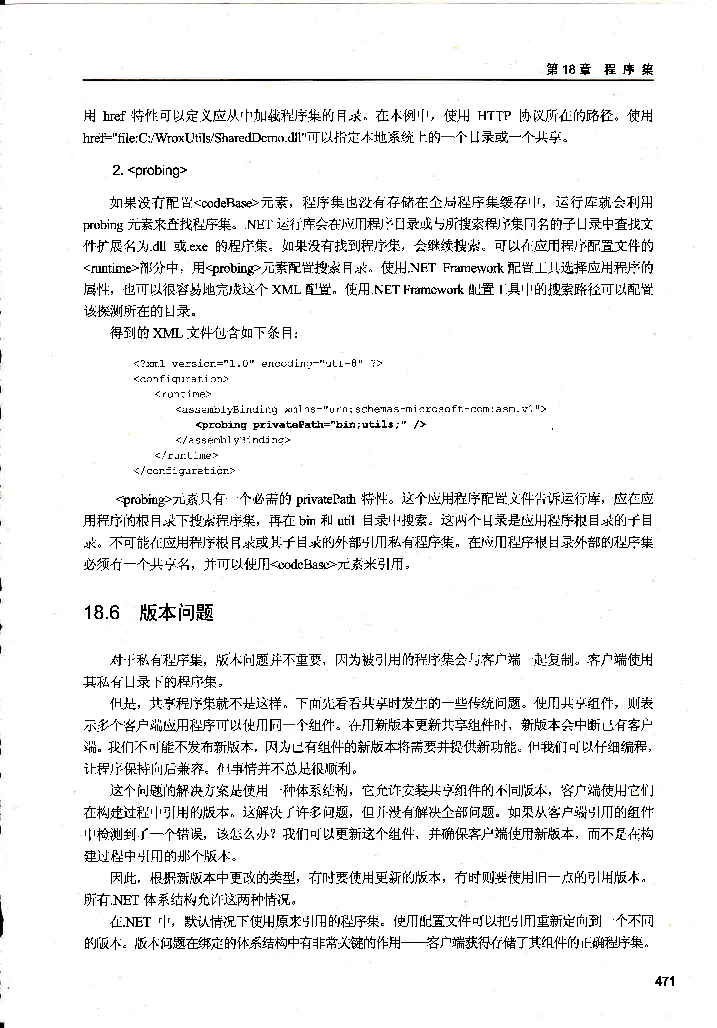 第18章 程 序 集
用 href 特性可以定义应从中加载程序集的目录。在本例中，使用 HTTP 协议所在的路径。使用
href="file:C:/WroxUtils/SharedDemo.dll"可以指定本地系统上的一个目录或一个共享。
2. <probing>
如果没有配置<codeBase>元素，程序集也没有存储在全局程序集缓存中，运行库就会利用
probing 元素来查找程序集。.NET 运行库会在应用程序目录或与所搜索程序集同名的子目录中查找文
件扩展名为.dll 或.exe 的程序集。如果没有找到程序集，会继续搜索。可以在应用程序配置文件的
<runtime>部分中，用<probing>元素配置搜索目录。使用.NET Framework 配置工具选择应用程序的
属性，也可以很容易地完成这个 XML 配置。使用.NET Framework 配置工具中的搜索路径可以配置
该探测所在的目录。
得到的 XML 文件包含如下条目：
<?xml version="1.0" encoding="utf-8" ?>
<configuration>
<runtime>
<assemblyBinding xmlns="urn:schemas-microsoft-com:asm.v1">
<probing privatePath="bin;utils;" />
</assemblyBinding>
</runtime>
</configuration>
<probing>元素只有一个必需的 privatePath 特性。这个应用程序配置文件告诉运行库，应在应
用程序的根目录下搜索程序集，再在 bin 和 util 目录中搜索。这两个目录是应用程序根目录的子目
录。不可能在应用程序根目录或其子目录的外部引用私有程序集。在应用程序根目录外部的程序集
必须有一个共享名，并可以使用<codeBase>元素来引用。
18.6 版本问题
对于私有程序集，版本问题并不重要，因为被引用的程序集会与客户端一起复制。客户端使用
其私有目录下的程序集。
但是，共享程序集就不是这样。下面先看看共享时发生的一些传统问题。使用共享组件，则表
示多个客户端应用程序可以使用同一个组件。在用新版本更新共享组件时，新版本会中断已有客户
端。我们不可能不发布新版本，因为已有组件的新版本将需要并提供新功能。但我们可以仔细编程，
让程序保持向后兼容。但事情并不总是很顺利。
这个问题的解决方案是使用一种体系结构，它允许安装共享组件的不同版本，客户端使用它们
在构建过程中引用的版本。这解决了许多问题，但并没有解决全部问题。如果从客户端引用的组件
中检测到了一个错误，该怎么办？我们可以更新这个组件，并确保客户端使用新版本，而不是在构
建过程中引用的那个版本。
因此，根据新版本中更改的类型，有时要使用更新的版本，有时则要使用旧一点的引用版本。
所有.NET 体系结构允许这两种情况。
在.NET 中，默认情况下使用原来引用的程序集。使用配置文件可以把引用重新定向到一个不同
的版本。版本问题在绑定的体系结构中有非常关键的作用——客户端获得存储了其组件的正确程序集。
471